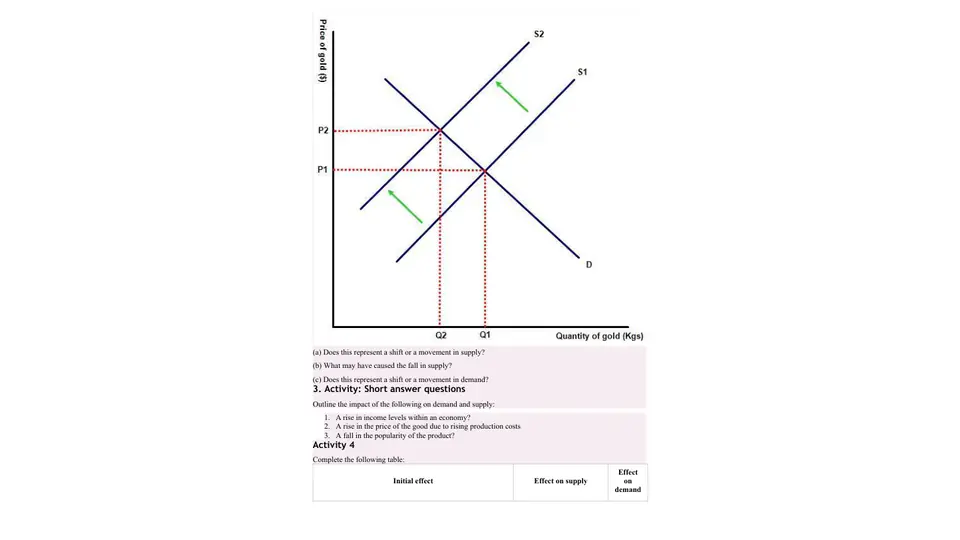 Price of gold ($)
S2
S1
P2
P1
D
Q2
Q1
Quantity of gold (Kgs)
(a) Does this represent a shift or a movement in supply?
(b) What may have caused the fall in supply?
(c) Does this represent a shift or a movement in demand?
3. Activity: Short answer questions
Outline the impact of the following on demand and supply:
1. A rise in income levels within an economy?
2. A rise in the price of the good due to rising production costs
3. A fall in the popularity of the product?
Activity 4
Complete the following table:
Initial effect
Effect on supply
Effect
on
demand